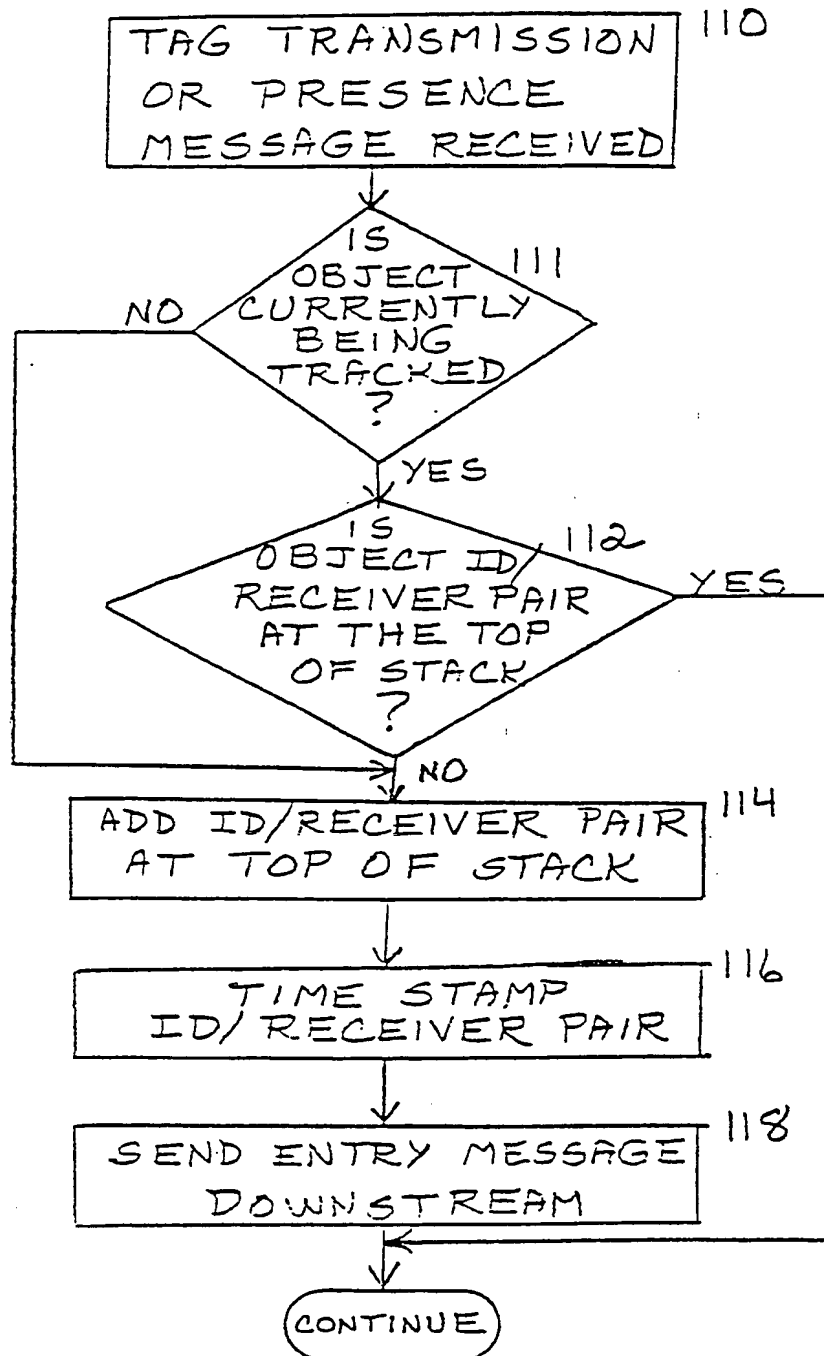 TAG TRANSMISSION
OR PRESENCE
MESSAGE RECEIVED
110
IS
OBJECT
CURRENTLY
BEING
TRACKED
?
111
NO
YES
IS
OBJECT ID
RECEIVER PAIR
AT THE TOP
OF STACK
?
112
YES
NO
ADD ID/RECEIVER PAIR
AT TOP OF STACK
114
TIME STAMP
ID/RECEIVER PAIR
116
SEND ENTRY MESSAGE
DOWNSTREAM
118
CONTINUE